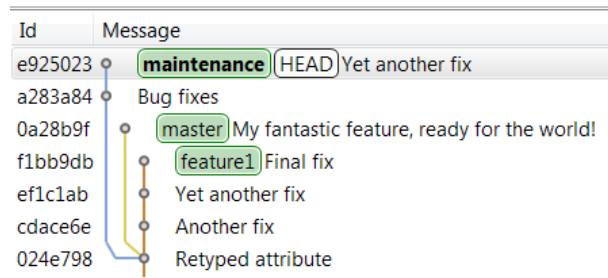 Id Message
e925023 maintenance HEAD Yet another fix
a283a84 Bug fixes
0a28b9f master My fantastic feature, ready for the world!
f1bb9db feature1 Final fix
ef1c1ab Yet another fix
cdace6e Another fix
024e798 Retyped attribute